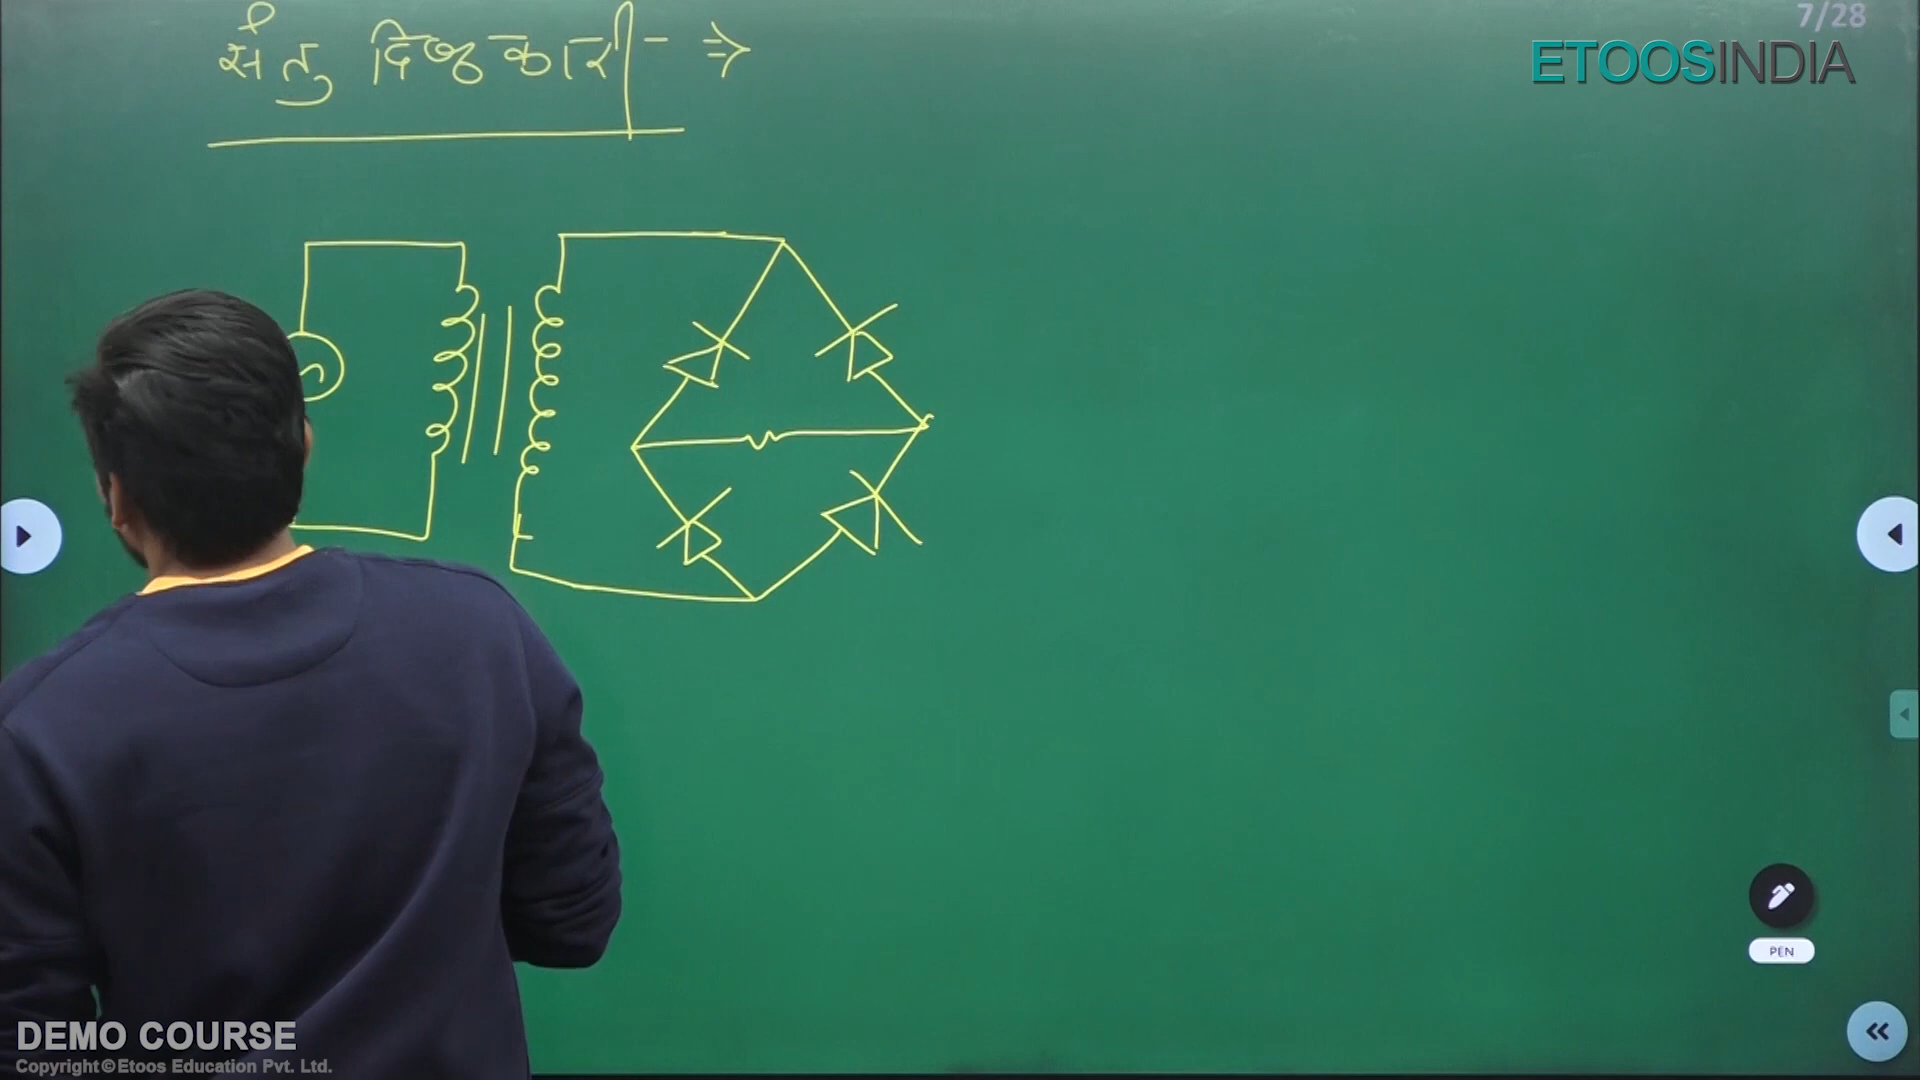 7/28
ETOOSINDIA
सेतु दिष्टकारी - ⇒
PEN
DEMO COURSE
Copyright © Etoos Education Pvt. Ltd.